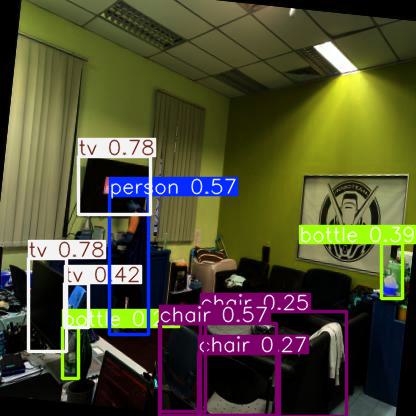 tv 0.78
person 0.57
bottle 0.39
tv 0.78
tv 0.42
chair 0.25
chair 0.57
bottle 0.
chair 0.27